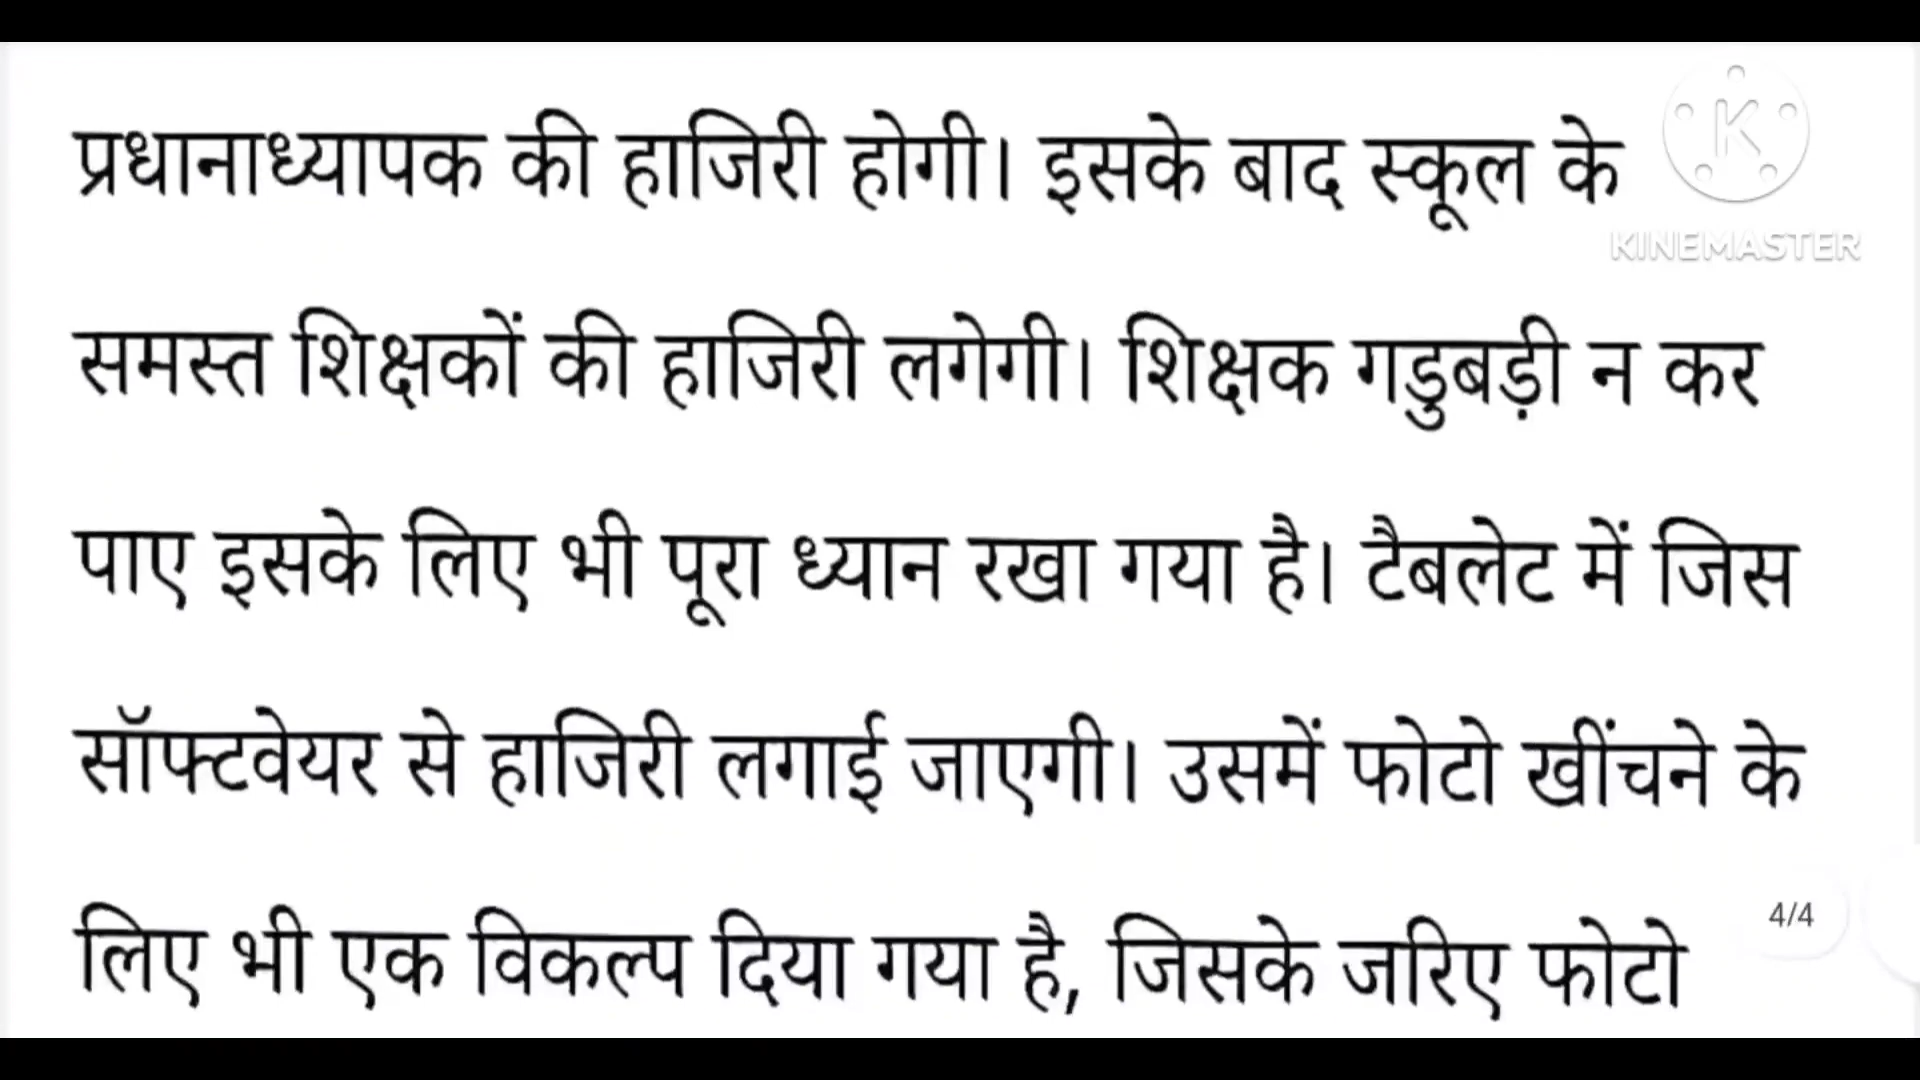 प्रधानाध्यापक की हाजिरी होगी। इसके बाद स्कूल के
KINEMASTER
समस्त शिक्षकों की हाजिरी लगेगी। शिक्षक गडुबड़ी न कर
पाए इसके लिए भी पूरा ध्यान रखा गया है। टैबलेट में जिस
सॉफ्टवेयर से हाजिरी लगाई जाएगी। उसमें फोटो खींचने के
4/4
लिए भी एक विकल्प दिया गया है, जिसके जरिए फोटो